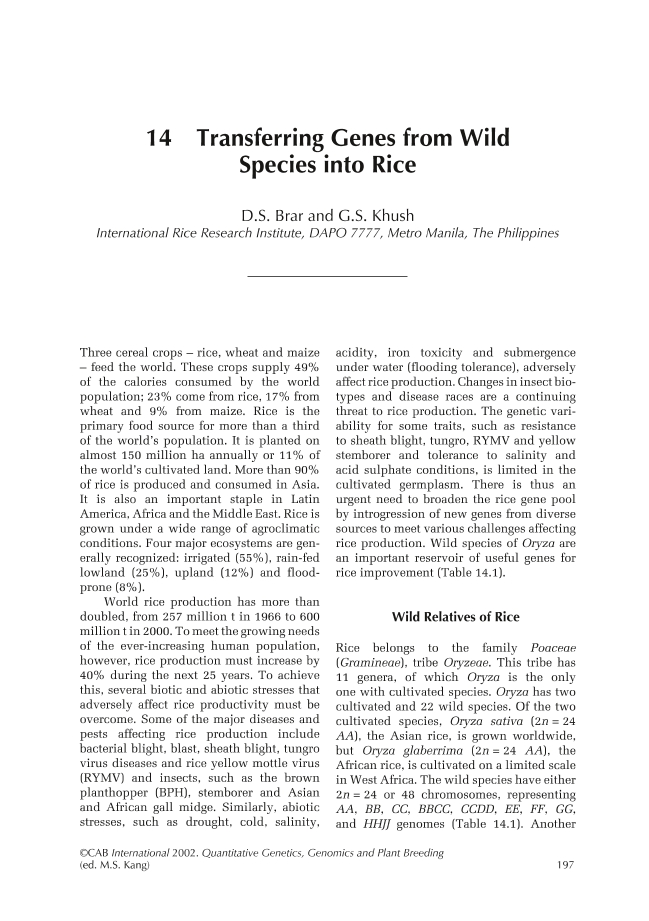 14 Transferring Genes from Wild
Species into Rice
D.S. Brar and G.S. Khush
International Rice Research Institute, DAPO 7777, Metro Manila, The Philippines
Three cereal crops – rice, wheat and maize
– feed the world. These crops supply 49%
of the calories consumed by the world
population; 23% come from rice, 17% from
wheat and 9% from maize. Rice is the
primary food source for more than a third
of the world's population. It is planted on
almost 150 million ha annually or 11% of
the world's cultivated land. More than 90%
of rice is produced and consumed in Asia.
It is also an important staple in Latin
America, Africa and the Middle East. Rice is
grown under a wide range of agroclimatic
conditions. Four major ecosystems are gen-
erally recognized: irrigated (55%), rain-fed
lowland (25%), upland (12%) and flood-
prone (8%).
World rice production has more than
doubled, from 257 million t in 1966 to 600
million t in 2000. To meet the growing needs
of the ever-increasing human population,
however, rice production must increase by
40% during the next 25 years. To achieve
this, several biotic and abiotic stresses that
adversely affect rice productivity must be
overcome. Some of the major diseases and
pests affecting rice production include
bacterial blight, blast, sheath blight, tungro
virus diseases and rice yellow mottle virus
(RYMV) and insects, such as the brown
planthopper (BPH), stemborer and Asian
and African gall midge. Similarly, abiotic
stresses, such as drought, cold, salinity,
acidity, iron toxicity and submergence
under water (flooding tolerance), adversely
affect rice production. Changes in insect bio-
types and disease races are a continuing
threat to rice production. The genetic vari-
ability for some traits, such as resistance
to sheath blight, tungro, RYMV and yellow
stemborer and tolerance to salinity and
acid sulphate conditions, is limited in the
cultivated germplasm. There is thus an
urgent need to broaden the rice gene pool
by introgression of new genes from diverse
sources to meet various challenges affecting
rice production. Wild species of Oryza are
an important reservoir of useful genes for
rice improvement (Table 14.1).
Wild Relatives of Rice
Rice belongs to the family Poaceae
(Gramineae), tribe Oryzeae. This tribe has
11 genera, of which Oryza is the only
one with cultivated species. Oryza has two
cultivated and 22 wild species. Of the two
cultivated species, Oryza sativa (2n = 24
AA), the Asian rice, is grown worldwide,
but Oryza glaberrima (2n = 24 AA), the
African rice, is cultivated on a limited scale
in West Africa. The wild species have either
2n = 24 or 48 chromosomes, representing
AA, BB, CC, BBCC, CCDD, EE, FF, GG,
and HHJJ genomes (Table 14.1). Another
©CAB International 2002. Quantitative Genetics, Genomics and Plant Breeding
(ed. M.S. Kang) 197